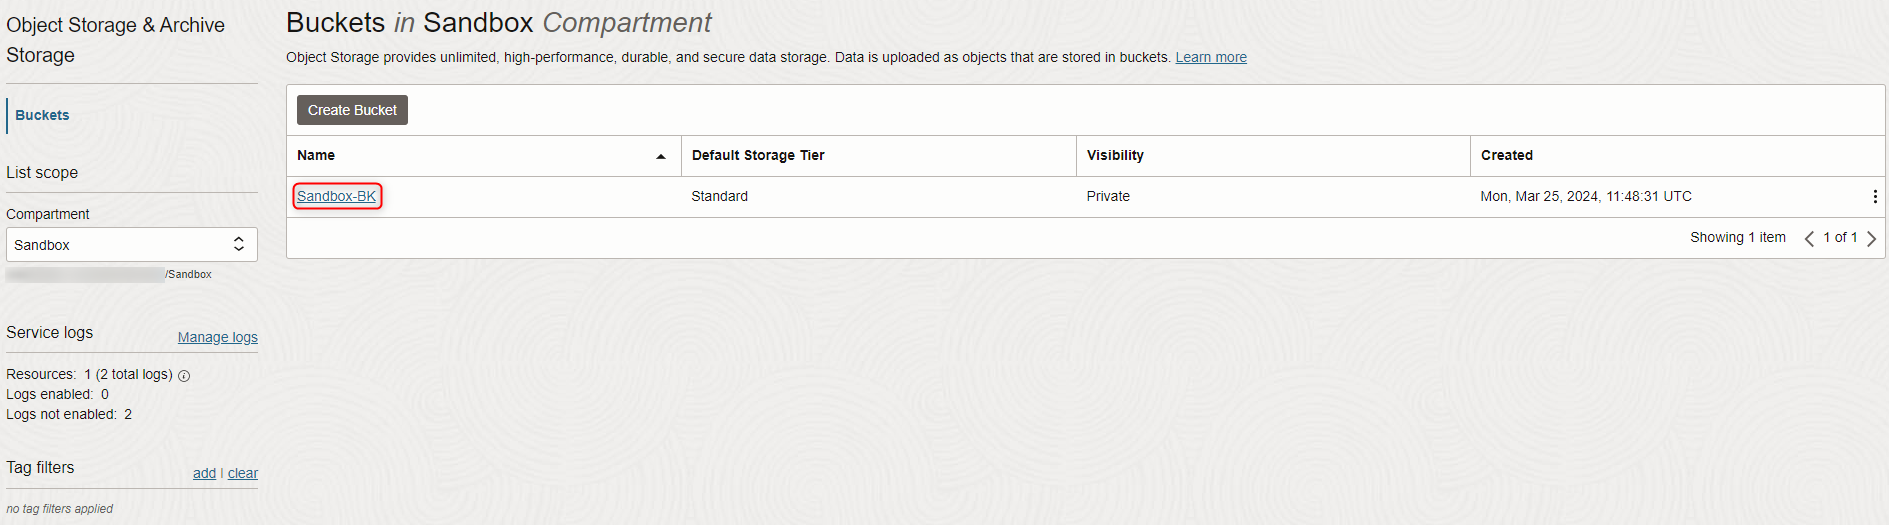 Object Storage & Archive
Storage
Buckets
List scope
Compartment
Sandbox
/Sandbox
Service logs
Manage logs
Resources: 1 (2 total logs)
Logs enabled: 0
Logs not enabled: 2
Tag filters
add | clear
no tag filters applied
Buckets in Sandbox Compartment
Object Storage provides unlimited, high-performance, durable, and secure data storage. Data is uploaded as objects that are stored in buckets. Learn more
Create Bucket
Name Default Storage Tier Visibility Created
Sandbox-BK Standard Private Mon, Mar 25, 2024, 11:48:31 UTC
Showing 1 item 1 of 1